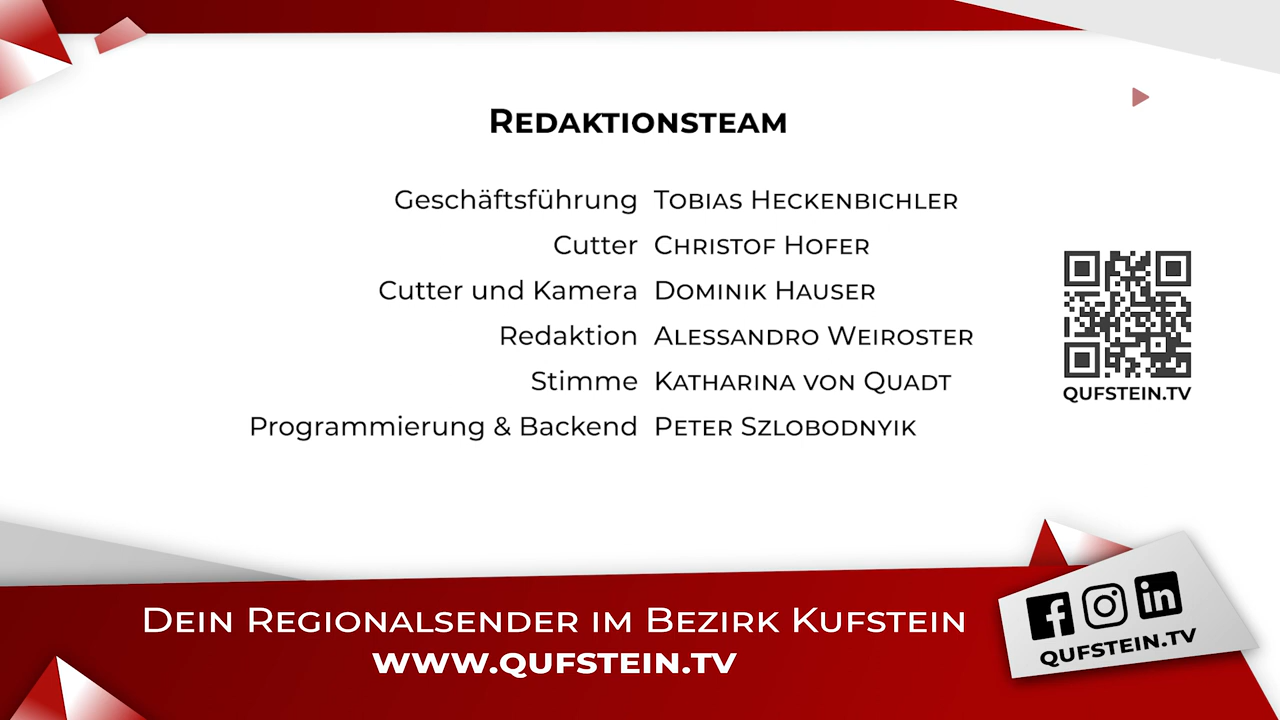 Redaktionsteam
Geschäftsführung Tobias Heckenbichler
Cutter Christof Hofer
Cutter und Kamera Dominik Hauser
Redaktion Alessandro Weiroster
Stimme Katharina von Quadt
Programmierung & Backend Peter Szlobodnyik
QUFSTEIN.TV
Dein Regionalsender im Bezirk Kufstein
www.qufstein.tv
QUFSTEIN.TV